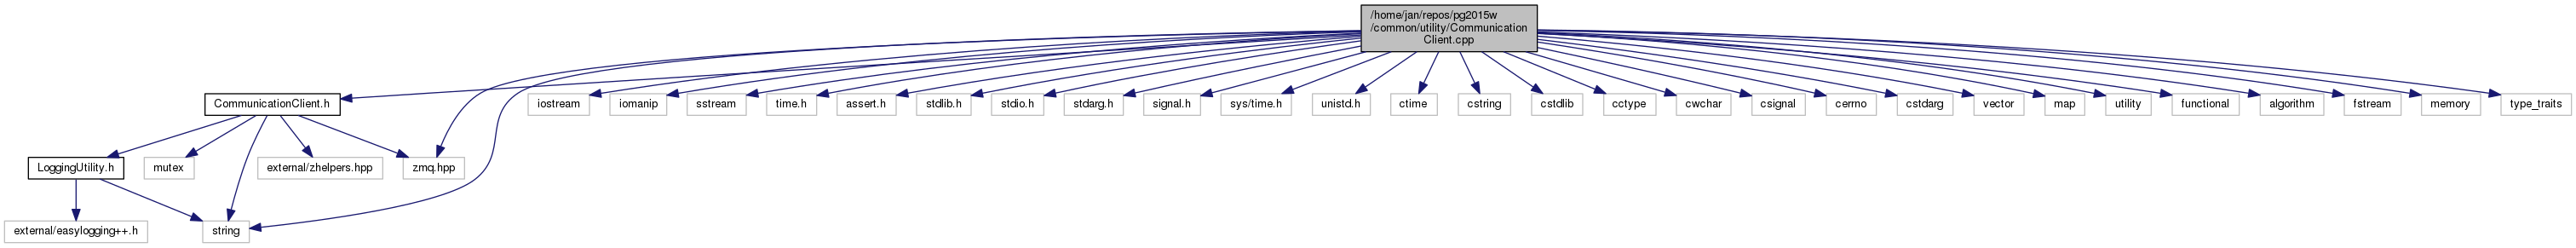 /home/jan/repos/pg2015w
/common/utility/Communication
Client.cpp
CommunicationClient.h
iostream
iomanip
sstream
time.h
assert.h
stdlib.h
stdio.h
stdarg.h
signal.h
sys/time.h
unistd.h
ctime
cstring
cstdlib
cctype
cwchar
csignal
cerrno
cstdarg
vector
map
utility
functional
algorithm
fstream
memory
type_traits
LoggingUtility.h
mutex
external/zhelpers.hpp
zmq.hpp
external/easylogging++.h
string